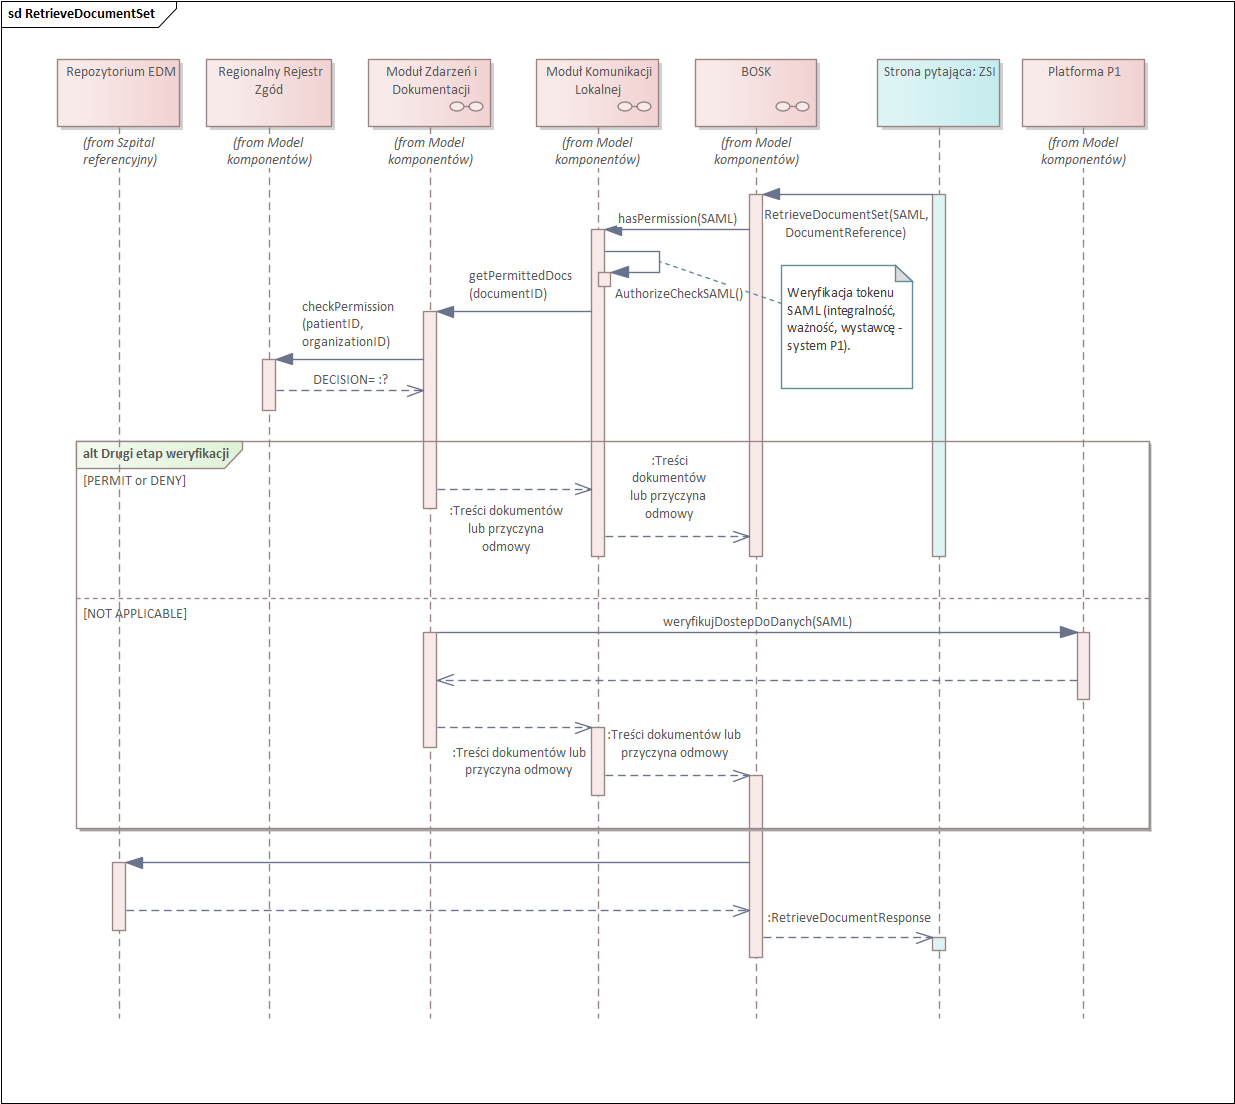 sd RetrieveDocumentSet
Repozytorium EDM
(from Szpital
referencyjny)
Regionalny Rejestr
Zgód
(from Model
komponentów)
Moduł Zdarzeń i
Dokumentacji
(from Model
komponentów)
Moduł Komunikacji
Lokalnej
(from Model
komponentów)
BOSK
(from Model
komponentów)
Strona pytająca: ZSI
Platforma P1
(from Model
komponentów)
RetrieveDocumentSet(SAML,
DocumentReference)
hasPermission(SAML)
AuthorizeCheckSAML()
Weryfikacja tokenu
SAML (integralność,
ważność, wystawcę -
system P1).
getPermittedDocs
(documentID)
checkPermission
(patientID,
organizationID)
DECISION= :?
alt Drugi etap weryfikacji
[PERMIT or DENY]
:Treści dokumentów
lub przyczyna
odmowy
:Treści
dokumentów
lub przyczyna
odmowy
[NOT APPLICABLE]
weryfikujDostepDoDanych(SAML)
:Treści dokumentów lub
przyczyna odmowy
:Treści dokumentów lub
przyczyna odmowy
:RetrieveDocumentResponse